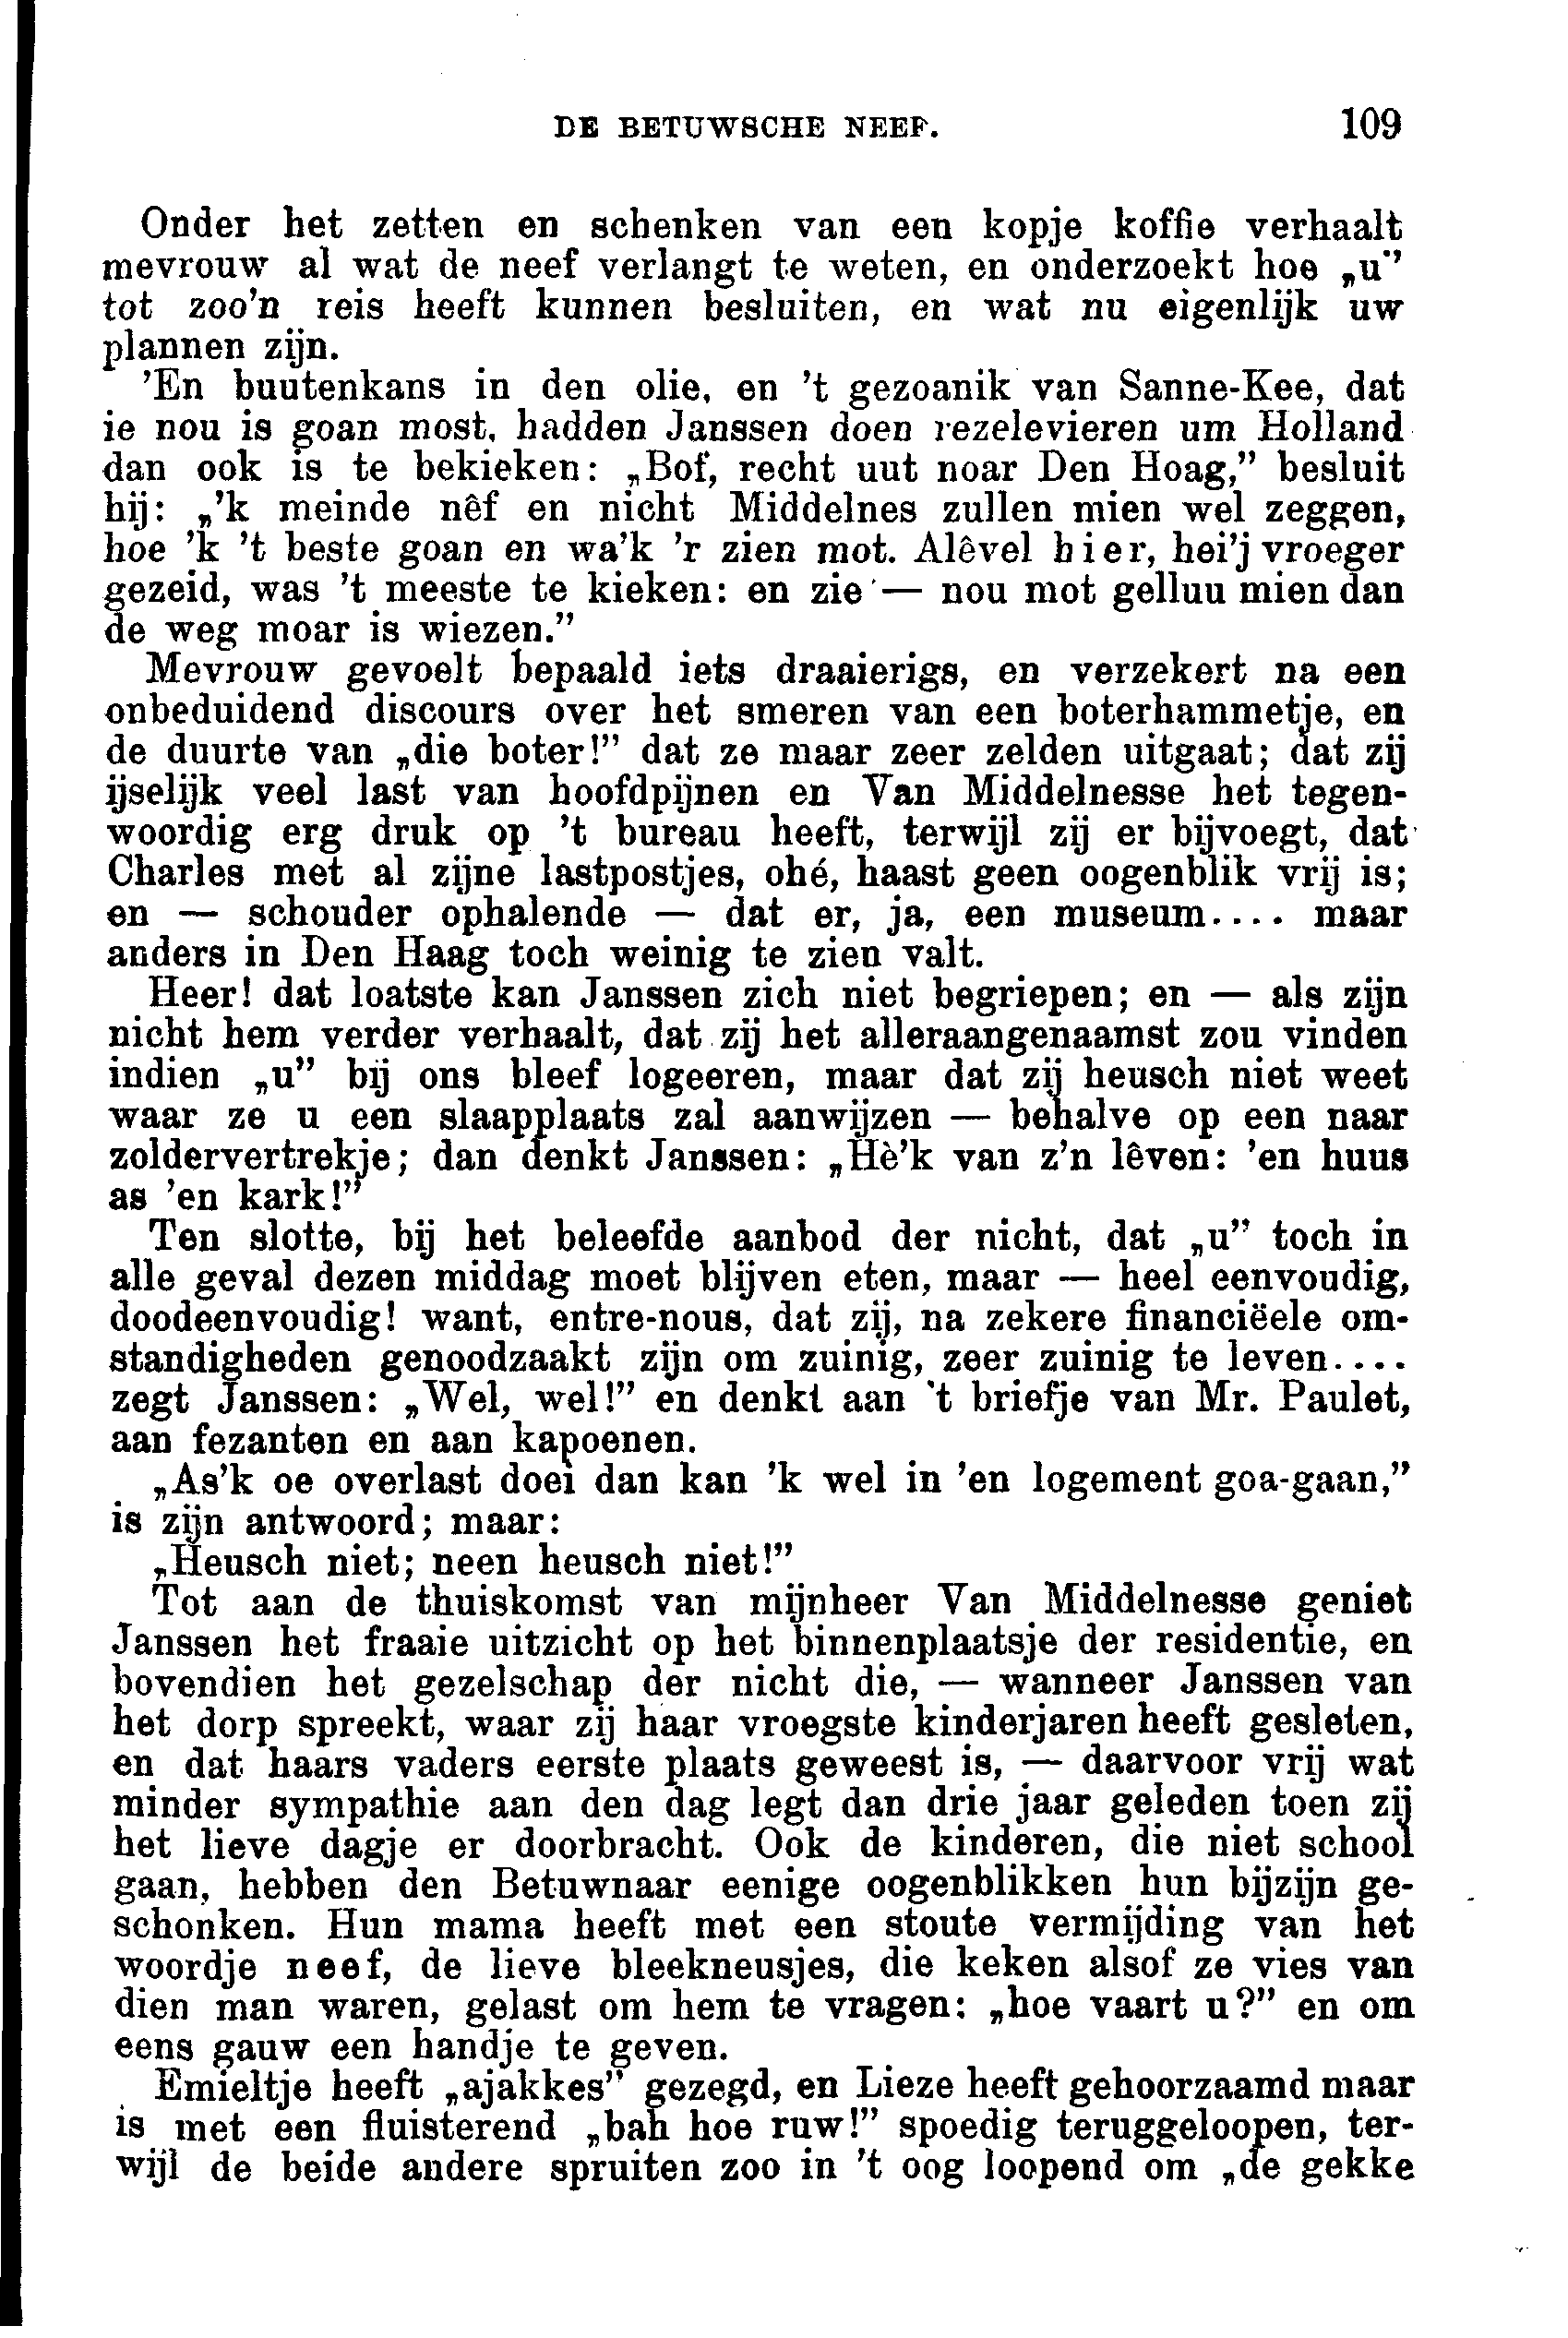 DE BETUWSCHE NEEF. 109
Onder het zetten en schenken van een kopje koffie verhaalt
mevrouw al wat de neef verlangt te weten, en onderzoekt hoe „u”
tot zoo’n reis heeft kunnen besluiten, en wat nu eigenlijk uw
plannen zijn.
’En buutenkans in den olie, en ’t gezoanik van Sanne-Kee, dat
ie nou is goan most, hadden Janssen doen rezelevieren um Holland
dan ook is te bekieken: „Bof, recht uut noar Den Hoag,” besluit
hij: „’k meinde nêf en nicht Middelnes zullen mien wel zeggen,
hoe ’k ’t beste goan en wa’k ’r zien mot. Alêvel hier, hei’j vroeger
gezeid, was ’t meeste te kieken: en zie — nou mot gelluu mien dan
de weg moar is wiezen.”
Mevrouw gevoelt bepaald iets draaierigs, en verzekert na een
onbeduidend discours over het smeren van een boterhammetje, en
de duurte van „die boter!” dat ze maar zeer zelden uitgaat; dat zij
ijselijk veel last van hoofdpijnen en Van Middelnesse het tegen-
woordig erg druk op ’t bureau heeft, terwijl zij er bijvoegt, dat
Charles met al zijne lastpostjes, ohé, haast geen oogenblik vrij is;
en — schouder ophalende — dat er, ja, een museum.... maar
anders in Den Haag toch weinig te zien valt.
Heer! dat loatste kan Janssen zich niet begriepen; en — als zijn
nicht hem verder verhaalt, dat zij het alleraangenaamst zou vinden
indien „u” bij ons bleef logeeren, maar dat zij heusch niet weet
waar ze u een slaapplaats zal aanwijzen — behalve op een naar
zoldervertrekje; dan denkt Janssen: „Hè’k van z’n lêven: ’en huus
as ’en kark!”
Ten slotte, bij het beleefde aanbod der nicht, dat „u” toch in
alle geval dezen middag moet blijven eten, maar — heel eenvoudig,
doodeenvoudig! want, entre-nous, dat zij, na zekere financiëele om-
standigheden genoodzaakt zijn om zuinig, zeer zuinig te leven....
zegt Janssen: „Wel, wel!” en denkt aan ’t briefje van Mr. Paulet,
aan fezanten en aan kapoenen.
„As’k oe overlast doei dan kan ’k wel in ’en logement goa-gaan,”
is zijn antwoord; maar:
„Heusch niet; neen heusch niet!”
Tot aan de thuiskomst van mijnheer Van Middelnesse geniet
Janssen het fraaie uitzicht op het binnenplaatsje der residentie, en
bovendien het gezelschap der nicht die, — wanneer Janssen van
het dorp spreekt, waar zij haar vroegste kinderjaren heeft gesleten,
en dat haars vaders eerste plaats geweest is, — daarvoor vrij wat
minder sympathie aan den dag legt dan drie jaar geleden toen zij
het lieve dagje er doorbracht. Ook de kinderen, die niet school
gaan, hebben den Betuwnaar eenige oogenblikken hun bijzijn ge-
schonken. Hun mama heeft met een stoute vermijding van het
woordje neef, de lieve bleekneusjes, die keken alsof ze vies van
dien man waren, gelast om hem te vragen: „hoe vaart u?” en om
eens gauw een handje te geven.
Emieltje heeft „ajakkes” gezegd, en Lieze heeft gehoorzaamd maar
is met een fluisterend „bah hoe ruw!” spoedig teruggeloopen, ter-
wijl de beide andere spruiten zoo in ’t oog loopend om „de gekke